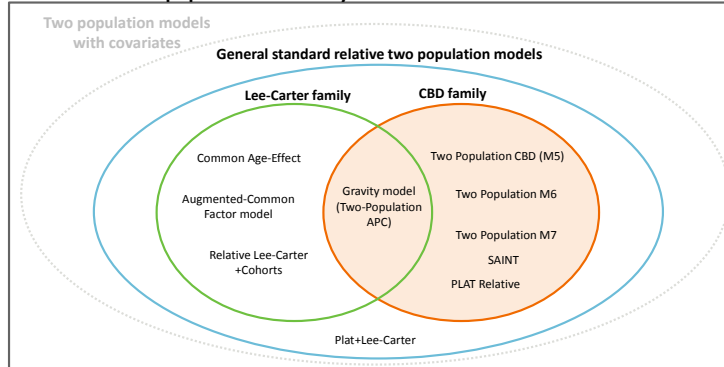 Two population models
with covariates
General standard relative two population models
Lee-Carter family
CBD family
Common Age-Effect
Augmented-Common
Factor model
Relative Lee-Carter
+Cohorts
Gravity model
(Two-Population
APC)
Two Population CBD (M5)
Two Population M6
Two Population M7
SAINT
PLAT Relative
Plat+Lee-Carter